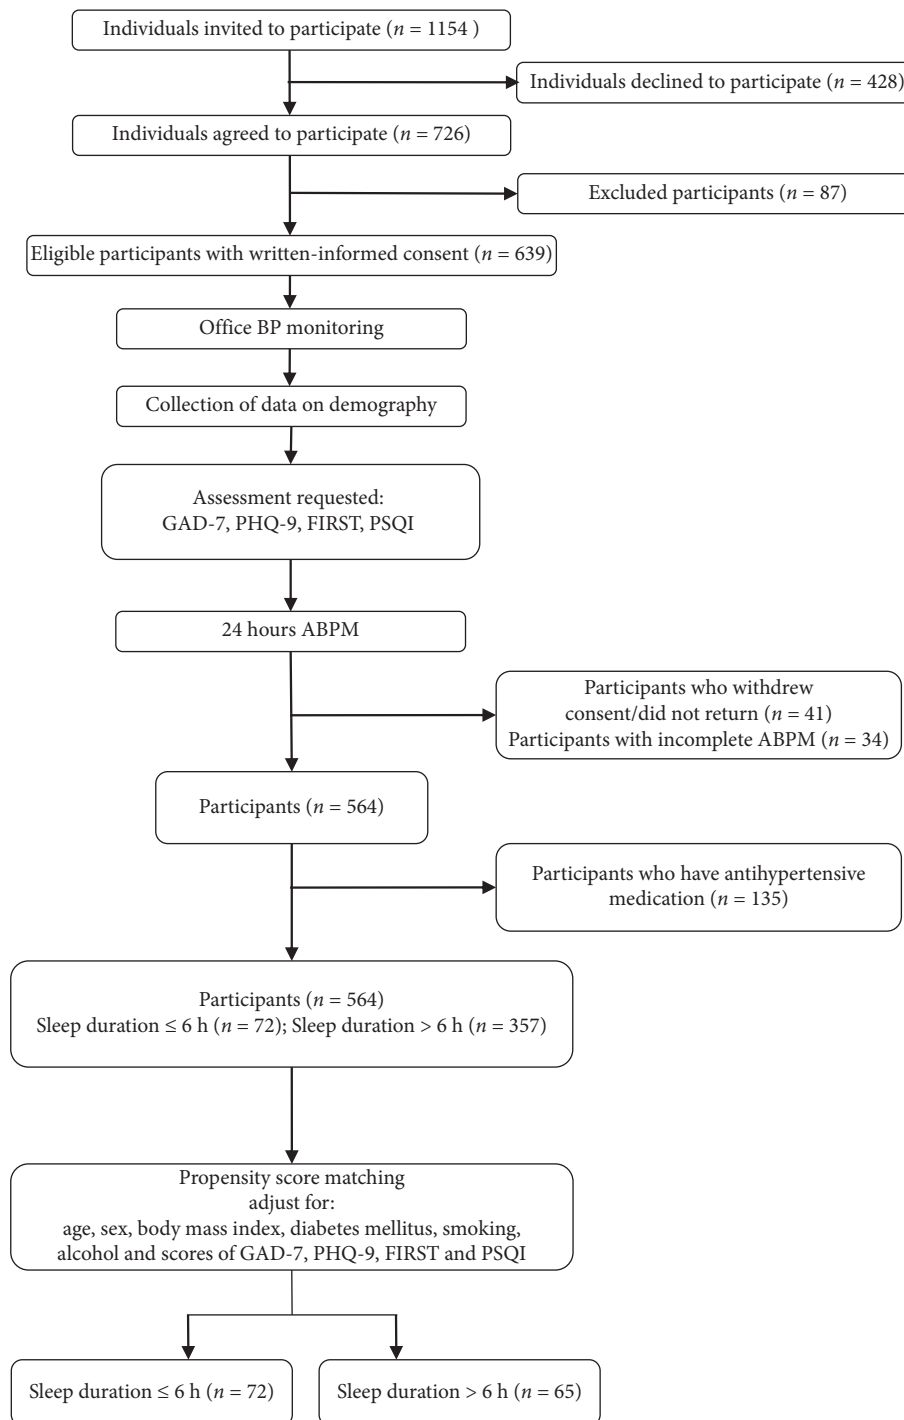 Individuals invited to participate (n = 1154 )
Individuals declined to participate (n = 428)
Individuals agreed to participate (n = 726)
Excluded participants (n = 87)
Eligible participants with written-informed consent (n = 639)
Office BP monitoring
Collection of data on demography
Assessment requested:
GAD-7, PHQ-9, FIRST, PSQI
24 hours ABPM
Participants who withdrew
consent/did not return (n = 41)
Participants with incomplete ABPM (n = 34)
Participants (n = 564)
Participants who have antihypertensive
medication (n = 135)
Participants (n = 564)
Sleep duration ≤ 6 h (n = 72); Sleep duration > 6 h (n = 357)
Propensity score matching
adjust for:
age, sex, body mass index, diabetes mellitus, smoking,
alcohol and scores of GAD-7, PHQ-9, FIRST and PSQI
Sleep duration ≤ 6 h (n = 72)
Sleep duration > 6 h (n = 65)